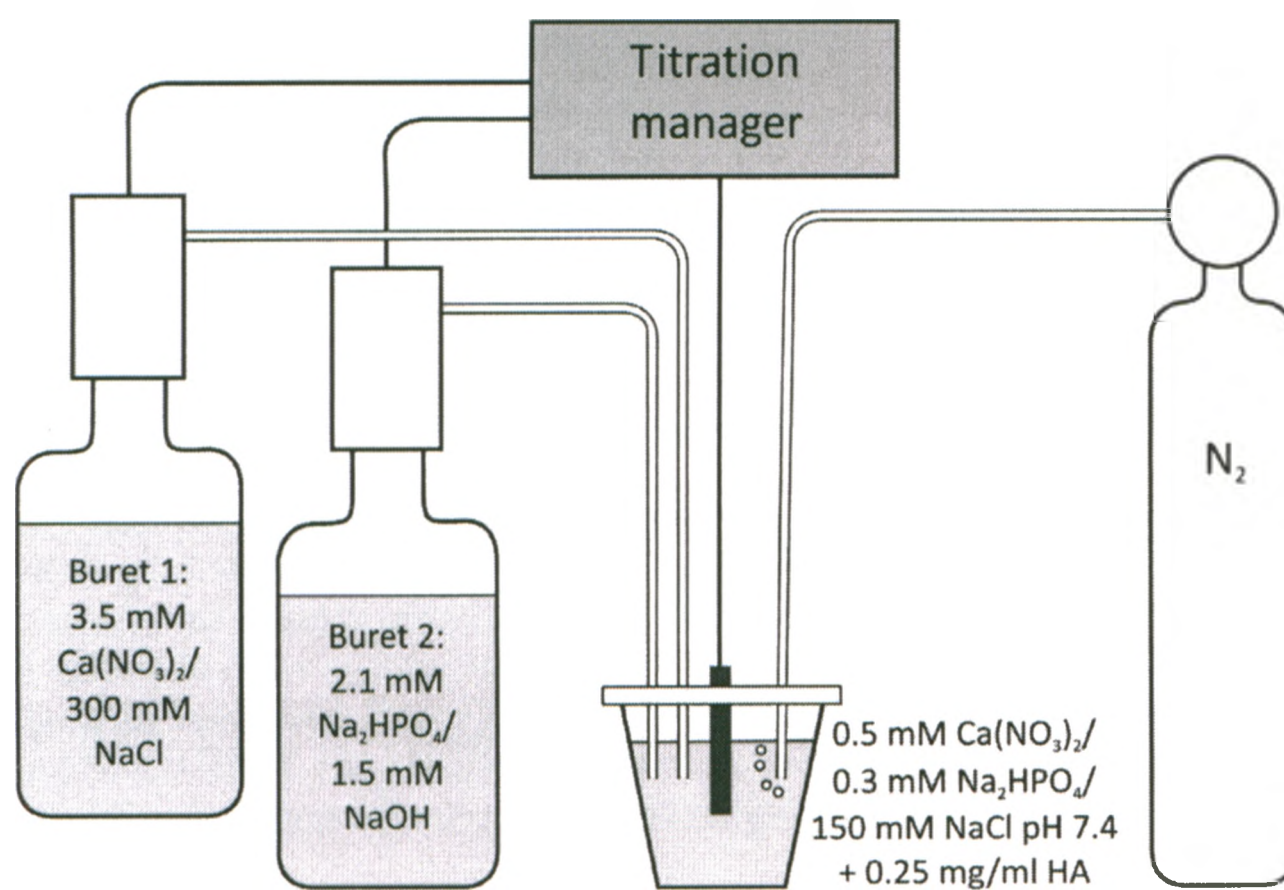 Titration
manager
Buret 1:
3.5 mM
Ca(NO₃)₂/
300 mM
NaCl
Buret 2:
2.1 mM
Na₂HPO₄/
1.5 mM
NaOH
0.5 mM Ca(NO₃)₂/
0.3 mM Na₂HPO₄/
150 mM NaCl pH 7.4
+ 0.25 mg/ml HA
N₂